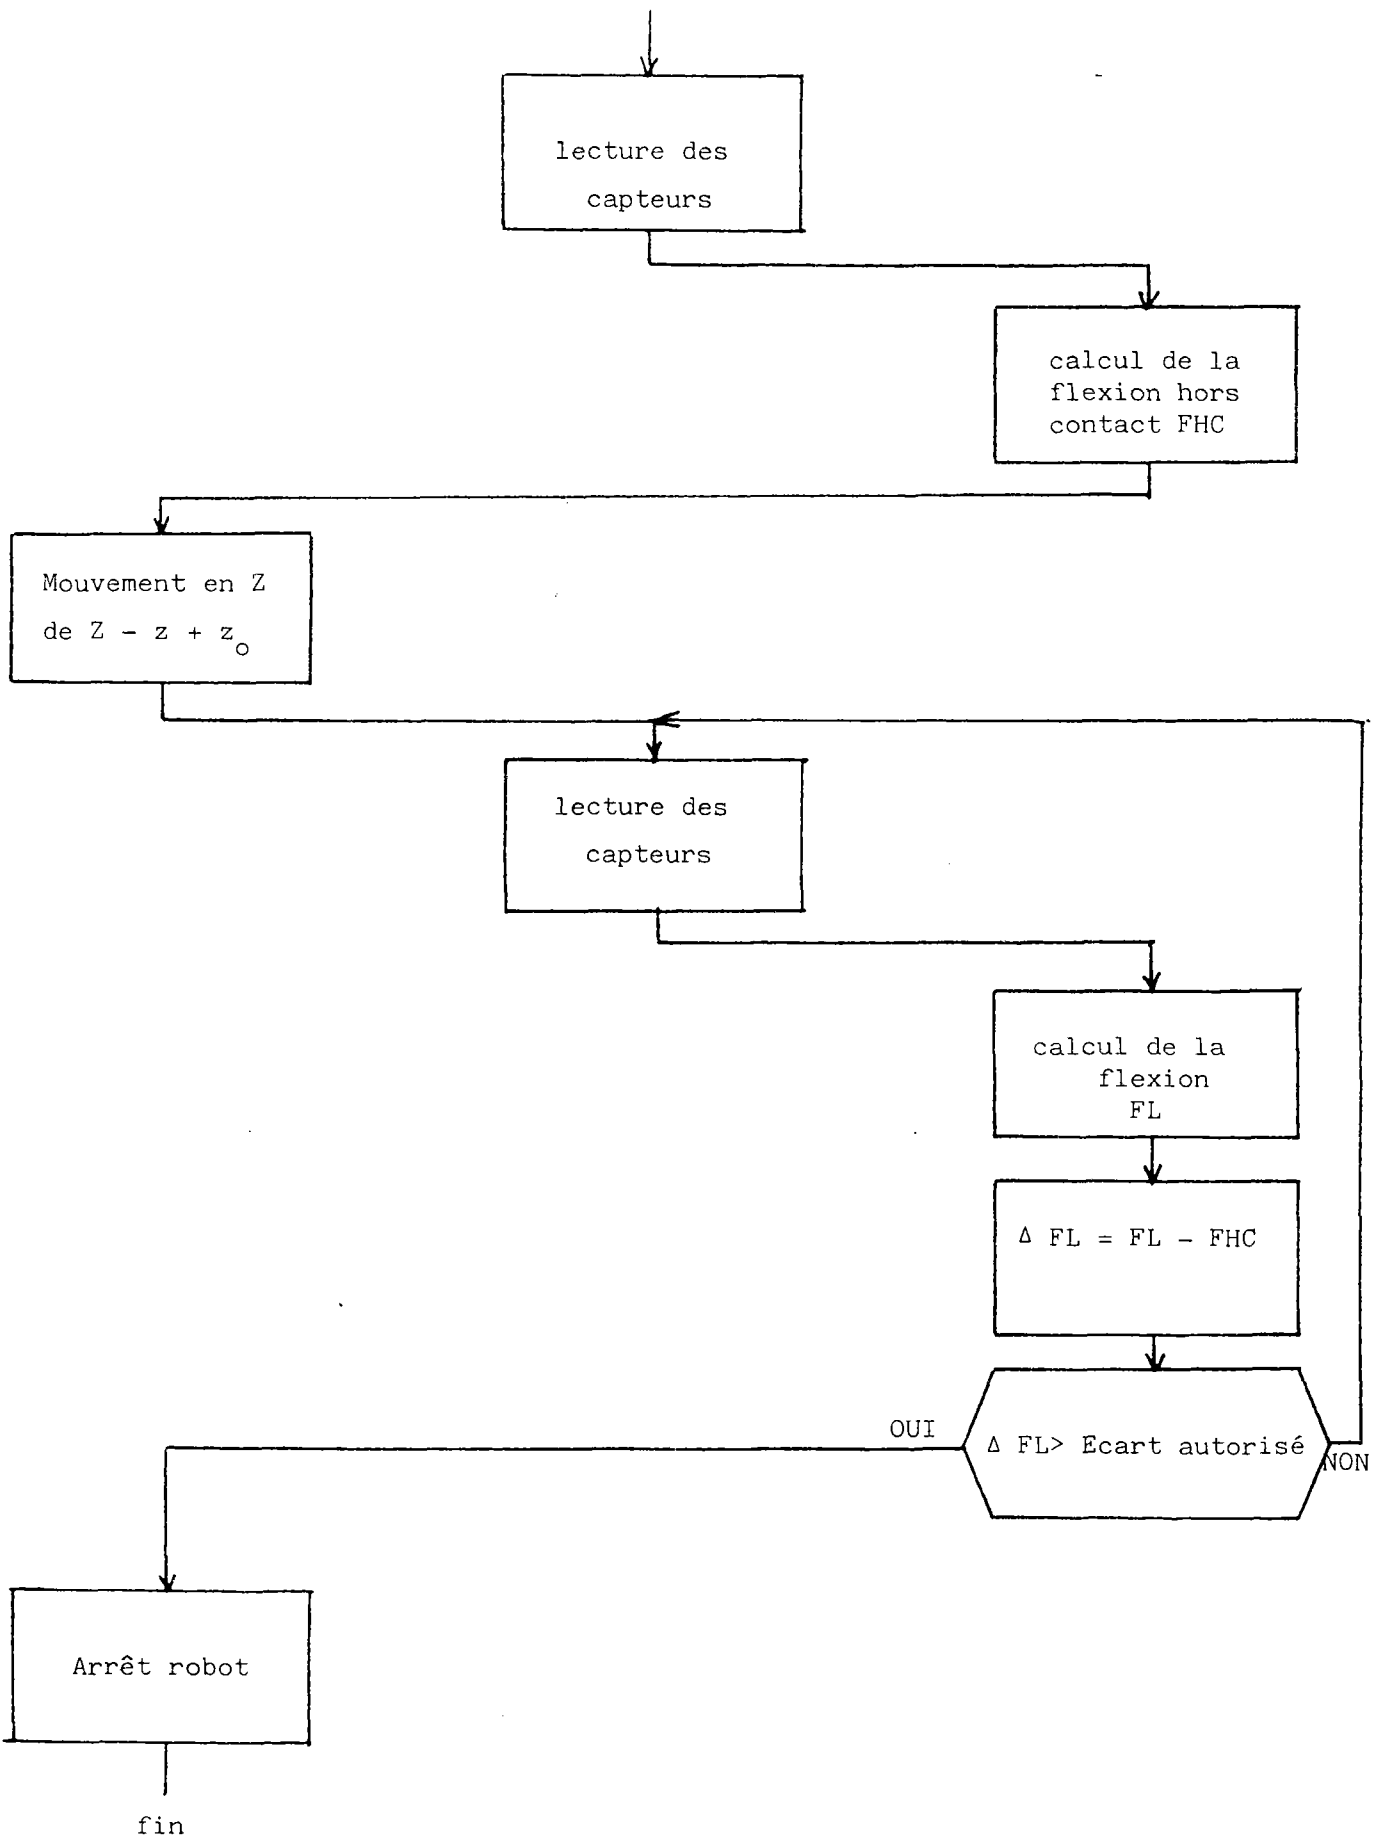 lecture des
capteurs
calcul de la
flexion hors
contact FHC
Mouvement en Z
de Z - z + z₀
lecture des
capteurs
calcul de la
flexion
FL
Δ FL = FL - FHC
OUI
Δ FL> Ecart autorisé
NON
Arrêt robot
fin